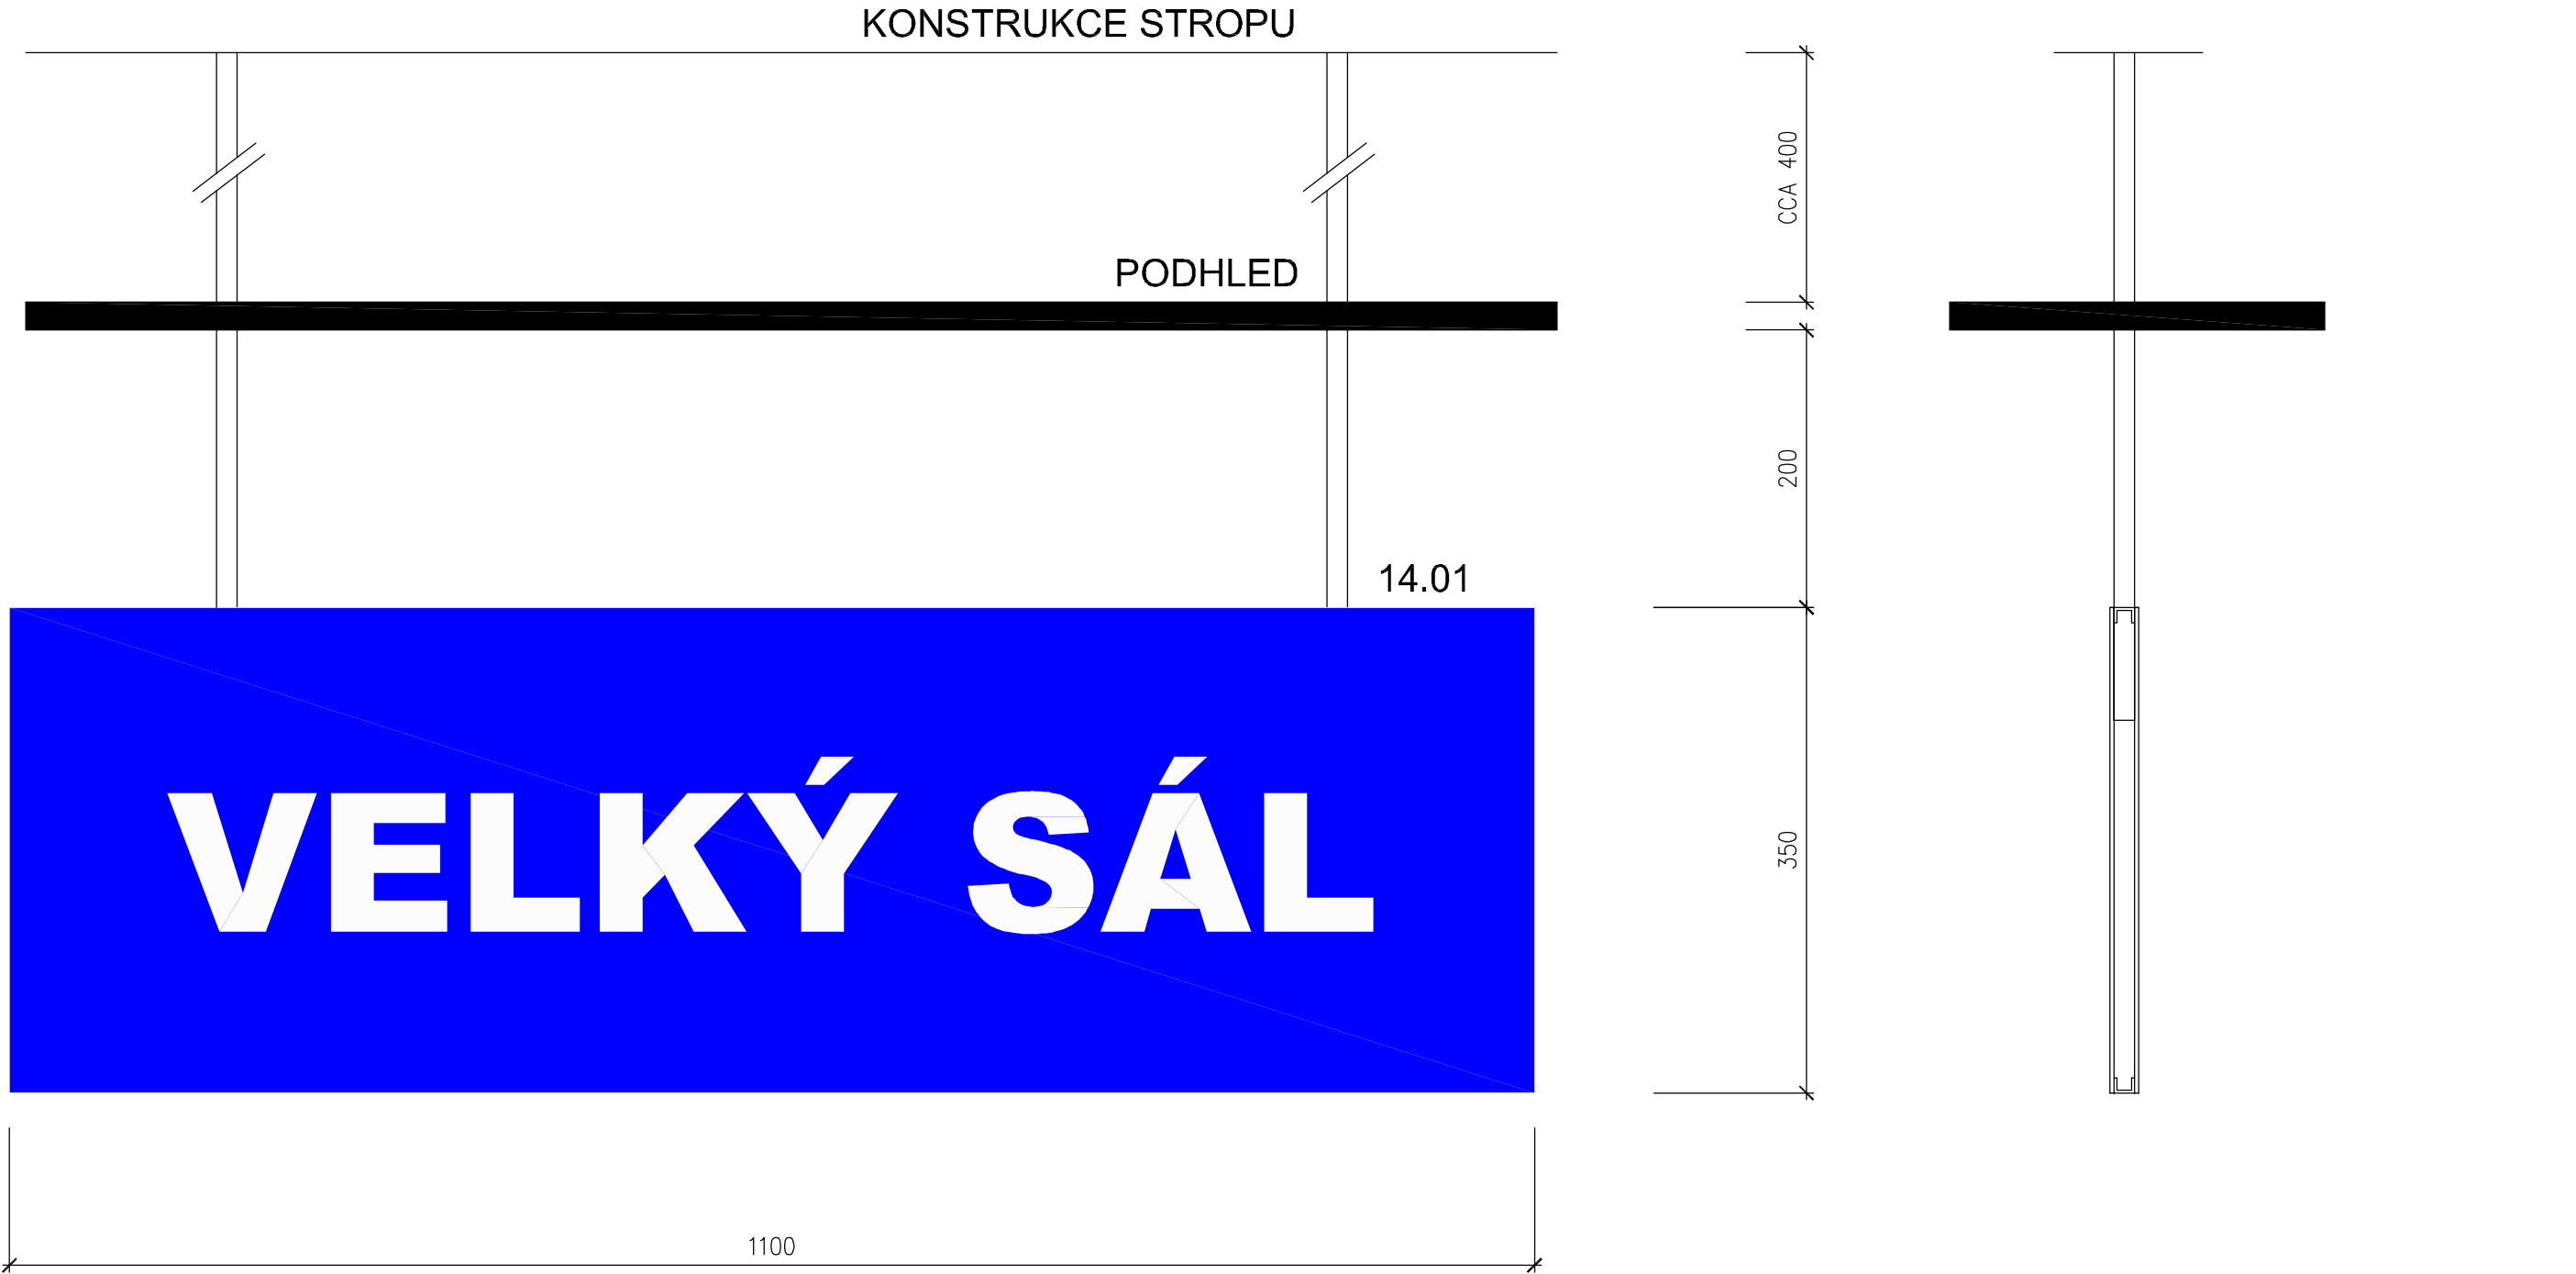 KONSTRUKCE STROPU
CCA 400
PODHLED
200
14.01
VELKÝ SÁL
350
1100